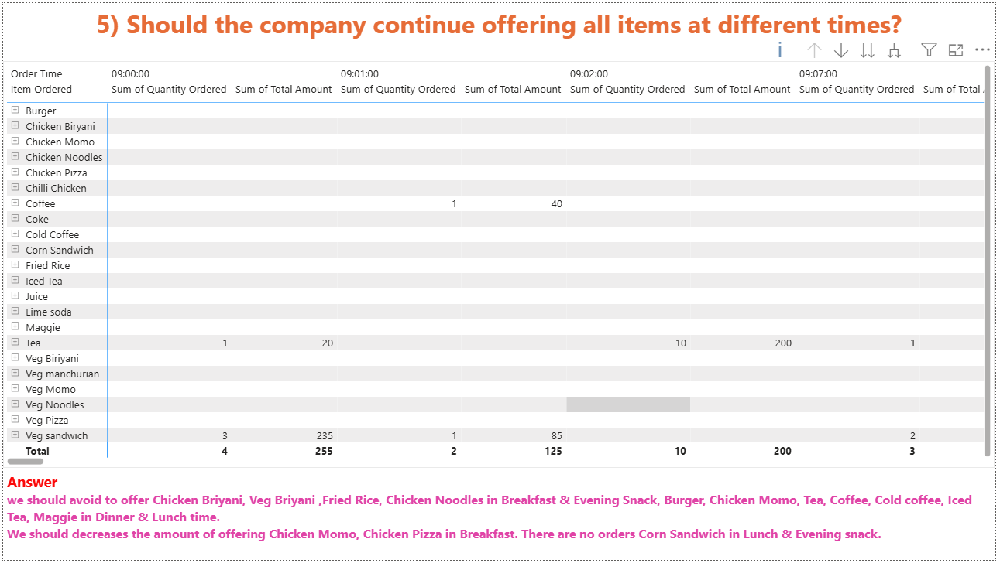 5) Should the company continue offering all items at different times?
Order Time 09:00:00 09:01:00 09:02:00 09:07:00
Item Ordered Sum of Quantity Ordered Sum of Total Amount Sum of Quantity Ordered Sum of Total Amount Sum of Quantity Ordered Sum of Total Amount Sum of Quantity Ordered Sum of Total
Burger
Chicken Biryani
Chicken Momo
Chicken Noodles
Chicken Pizza
Chilli Chicken
Coffee 1 40
Coke
Cold Coffee
Corn Sandwich
Fried Rice
Iced Tea
Juice
Lime soda
Maggie
Tea 1 20 10 200 1
Veg Biriyani
Veg manchurian
Veg Momo
Veg Noodles
Veg Pizza
Veg sandwich 3 235 1 85 2
Total 4 255 2 125 10 200 3
Answer
we should avoid to offer Chicken Briyani, Veg Briyani ,Fried Rice, Chicken Noodles in Breakfast & Evening Snack, Burger, Chicken Momo, Tea, Coffee, Cold coffee, Iced
Tea, Maggie in Dinner & Lunch time.
We should decreases the amount of offering Chicken Momo, Chicken Pizza in Breakfast. There are no orders Corn Sandwich in Lunch & Evening snack.